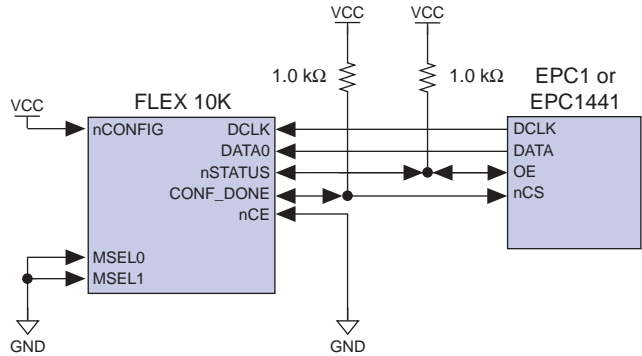 VCC
VCC
1.0 kΩ
1.0 kΩ
EPC1 or
EPC1441
VCC
FLEX 10K
nCONFIG
DCLK
DCLK
DATA0
DATA
nSTATUS
OE
CONF_DONE
nCS
nCE
MSEL0
MSEL1
GND
GND